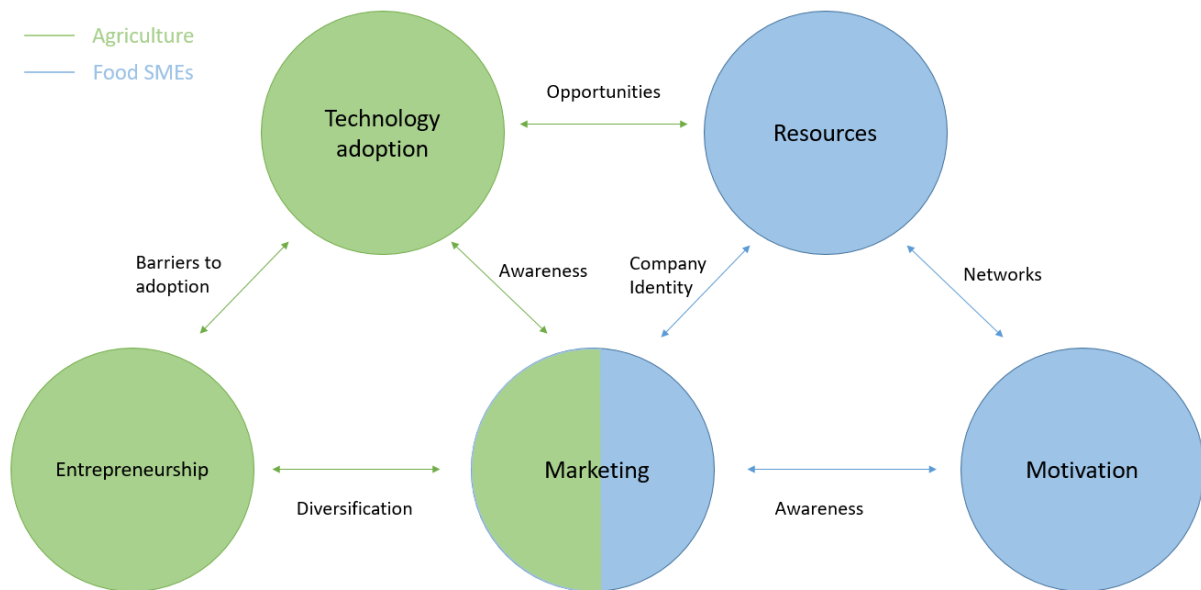 Agriculture
Food SMEs
Technology
adoption
Opportunities
Resources
Barriers to
adoption
Awareness
Company
Identity
Networks
Entrepreneurship
Diversification
Marketing
Awareness
Motivation